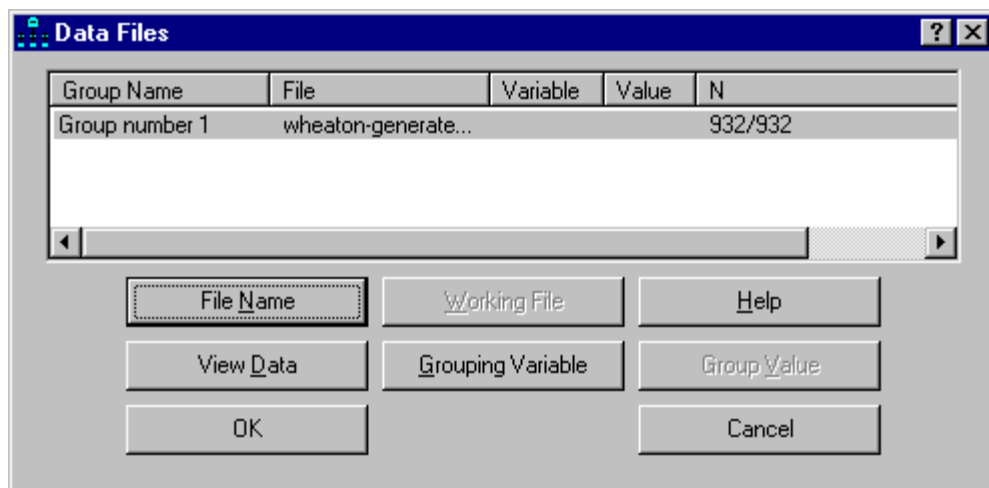 Data Files
Group Name File Variable Value N
Group number 1 wheaton-generate... 932/932
File Name Working File Help
View Data Grouping Variable Group Value
OK Cancel